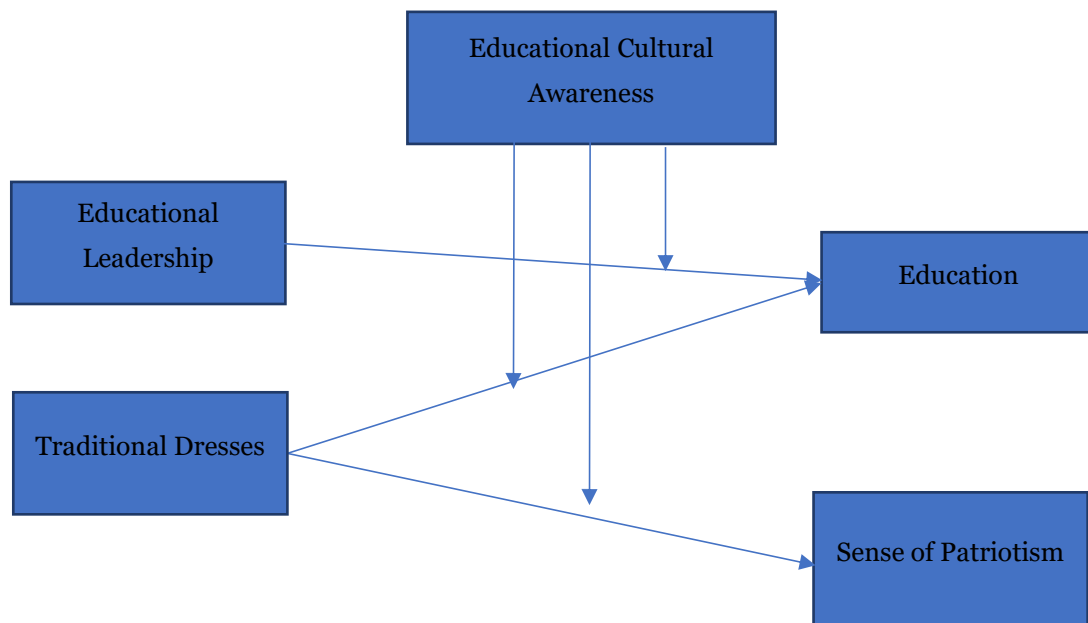 Educational Cultural
Awareness
Educational
Leadership
Education
Traditional Dresses
Sense of Patriotism